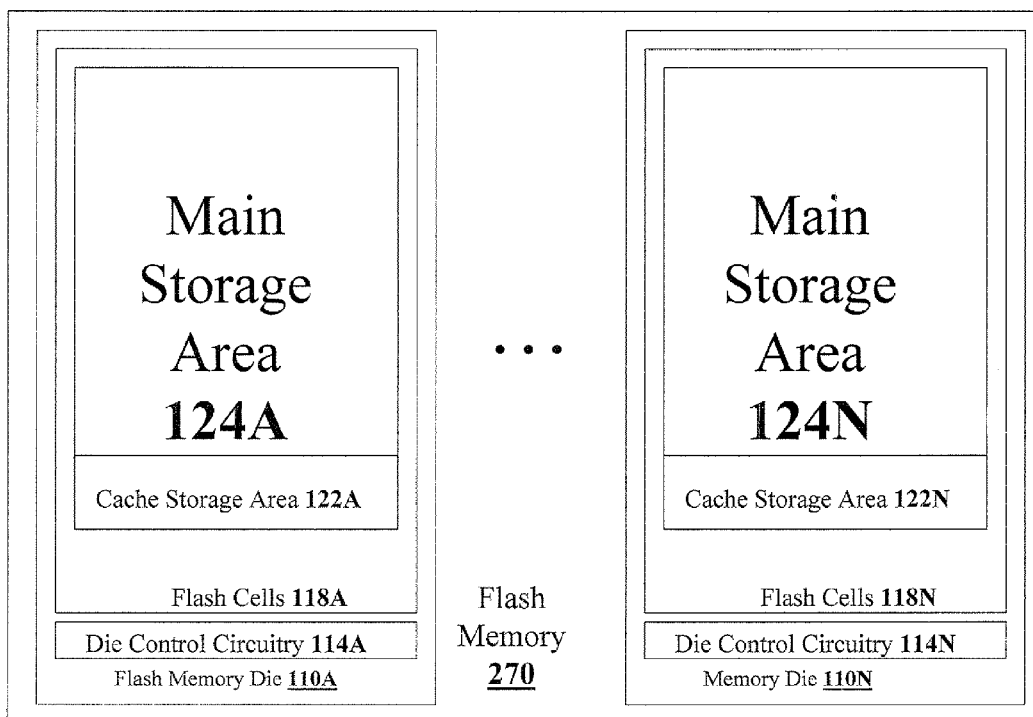 Main
Storage
Area
124A
Cache Storage Area 122A
Flash Cells 118A
Die Control Circuitry 114A
Flash Memory Die 110A
• • •
Flash
Memory
270
Main
Storage
Area
124N
Cache Storage Area 122N
Flash Cells 118N
Die Control Circuitry 114N
Memory Die 110N